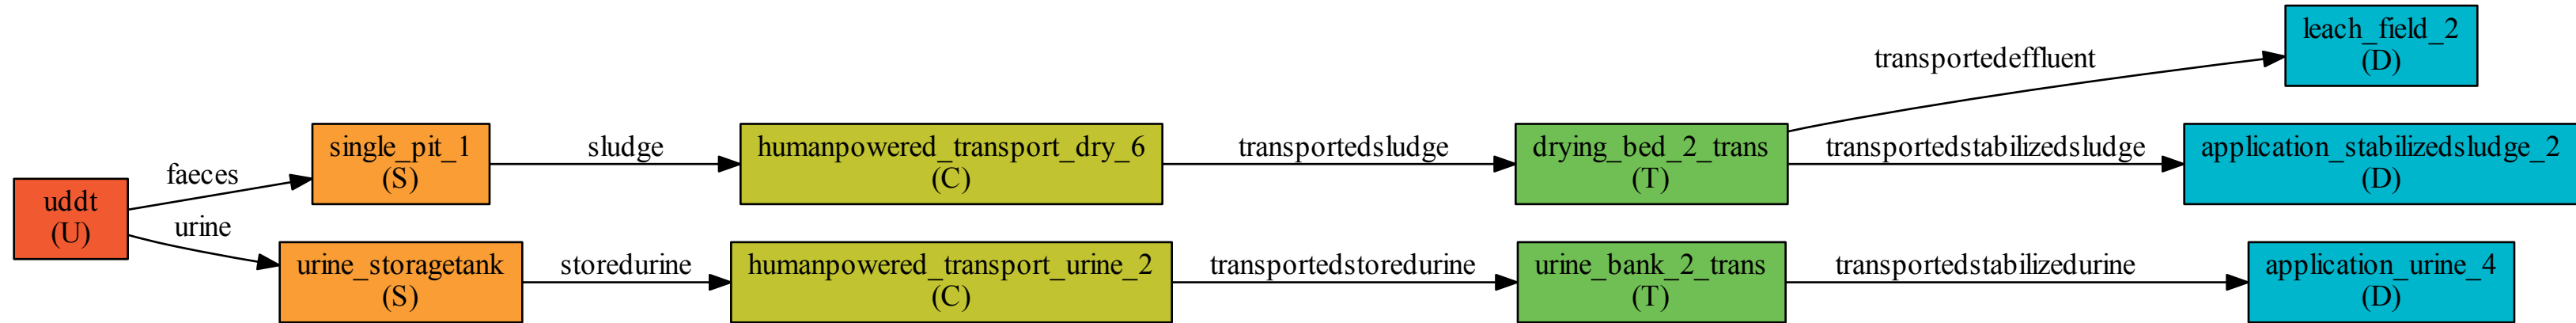 leach_field_2
(D)
transportedeffluent
single_pit_1
(S)
sludge
humanpowered_transport_dry_6
(C)
transportedsludge
drying_bed_2_trans
(T)
transportedstabilizedsludge
application_stabilizedsludge_2
(D)
faeces
uddt
(U)
urine
urine_storagetank
(S)
storedurine
humanpowered_transport_urine_2
(C)
transportedstoredurine
urine_bank_2_trans
(T)
transportedstabilizedurine
application_urine_4
(D)